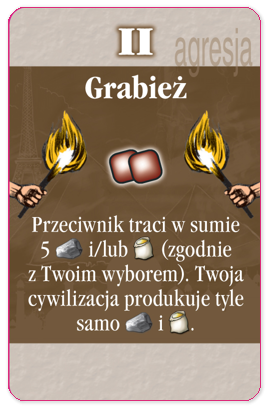 II
agresja
Grabież
Przeciwnik traci w sumie
5 i/lub (zgodnie
z Twoim wyborem). Twoja
cywilizacja produkuje tyle
samo i .